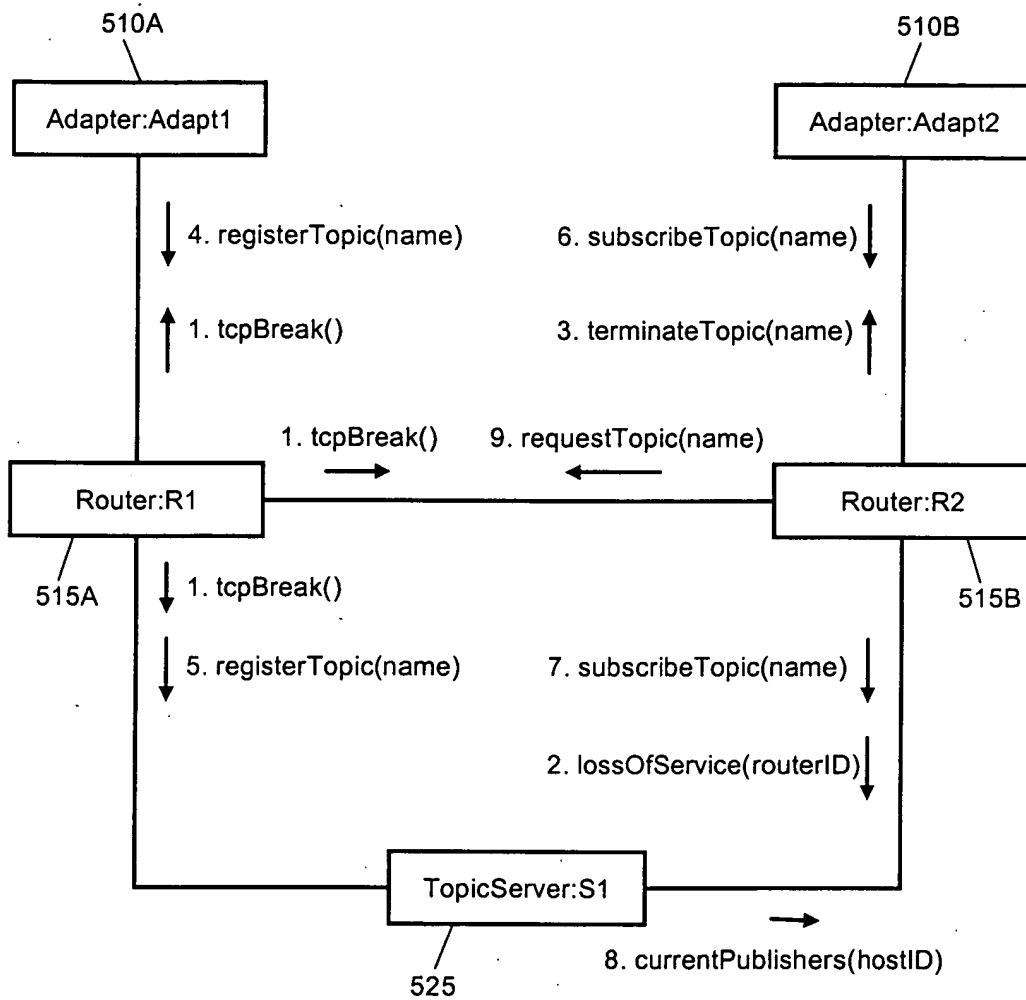 510A
510B
Adapter:Adapt1
Adapter:Adapt2
4. registerTopic(name)
6. subscribeTopic(name)
1. tcpBreak()
3. terminateTopic(name)
1. tcpBreak()
9. requestTopic(name)
Router:R1
Router:R2
515A
1. tcpBreak()
515B
5. registerTopic(name)
7. subscribeTopic(name)
2. lossOfService(routerID)
TopicServer:S1
8. currentPublishers(hostID)
525